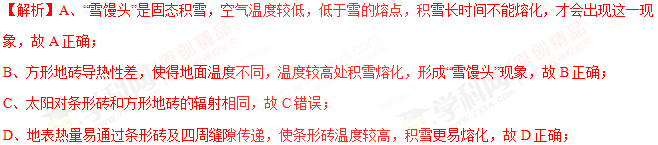 【解析】A、“雪馒头”是固态积雪，空气温度较低，低于雪的熔点，积雪长时间不能熔化，才会出现这一现
象，故 A 正确；
B、方形地砖导热性差，使得地面温度不同，温度较高处积雪熔化，形成“雪馒头”现象，故 B 正确；
C、太阳对条形砖和方形地砖的辐射相同，故 C 错误；
D、地表热量易通过条形砖及四周缝隙传递，使条形砖温度较高，积雪更易熔化，故 D 正确；